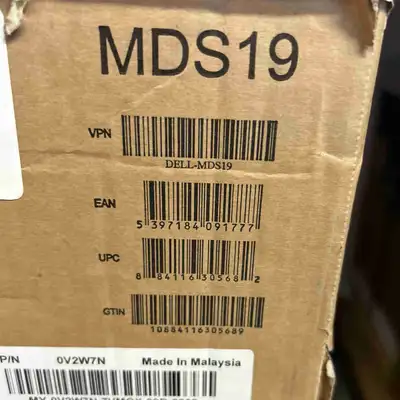 MDS19
VPN
DELL-MDS19
EAN
5 397184 091777
UPC
8 84116 30568 2
GTIN
10884116305689
P/N 0V2W7N Made In Malaysia